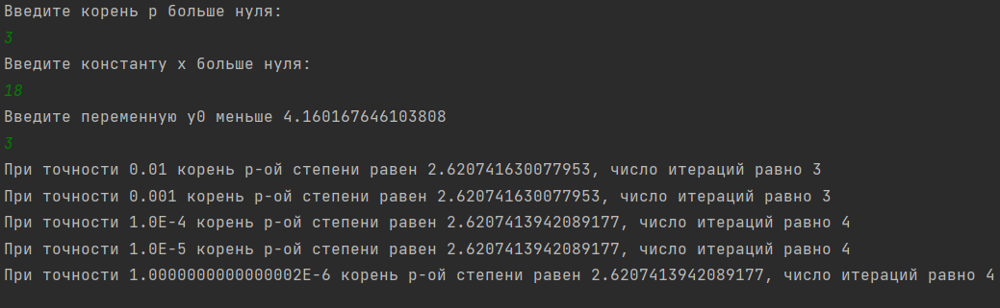 Введите корень p больше нуля:
3
Введите константу x больше нуля:
18
Введите переменную y0 меньше 4.160167646103808
3
При точности 0.01 корень p-ой степени равен 2.620741630077953, число итераций равно 3
При точности 0.001 корень p-ой степени равен 2.620741630077953, число итераций равно 3
При точности 1.0E-4 корень p-ой степени равен 2.6207413942089177, число итераций равно 4
При точности 1.0E-5 корень p-ой степени равен 2.6207413942089177, число итераций равно 4
При точности 1.0000000000000002E-6 корень p-ой степени равен 2.6207413942089177, число итераций равно 4